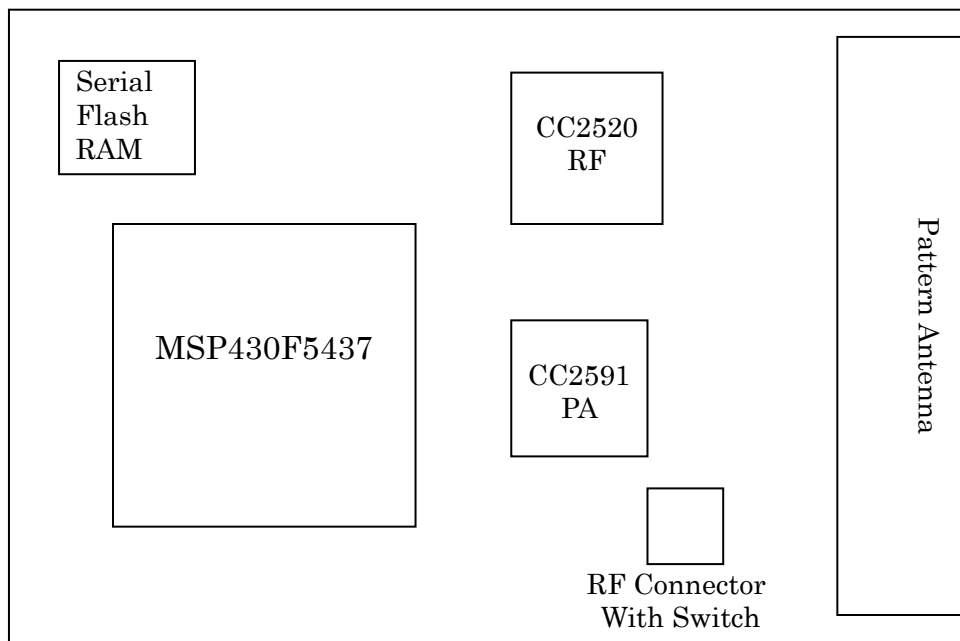 Serial
Flash
RAM
CC2520
RF
MSP430F5437
CC2591
PA
RF Connector
With Switch
Pattern Antenna